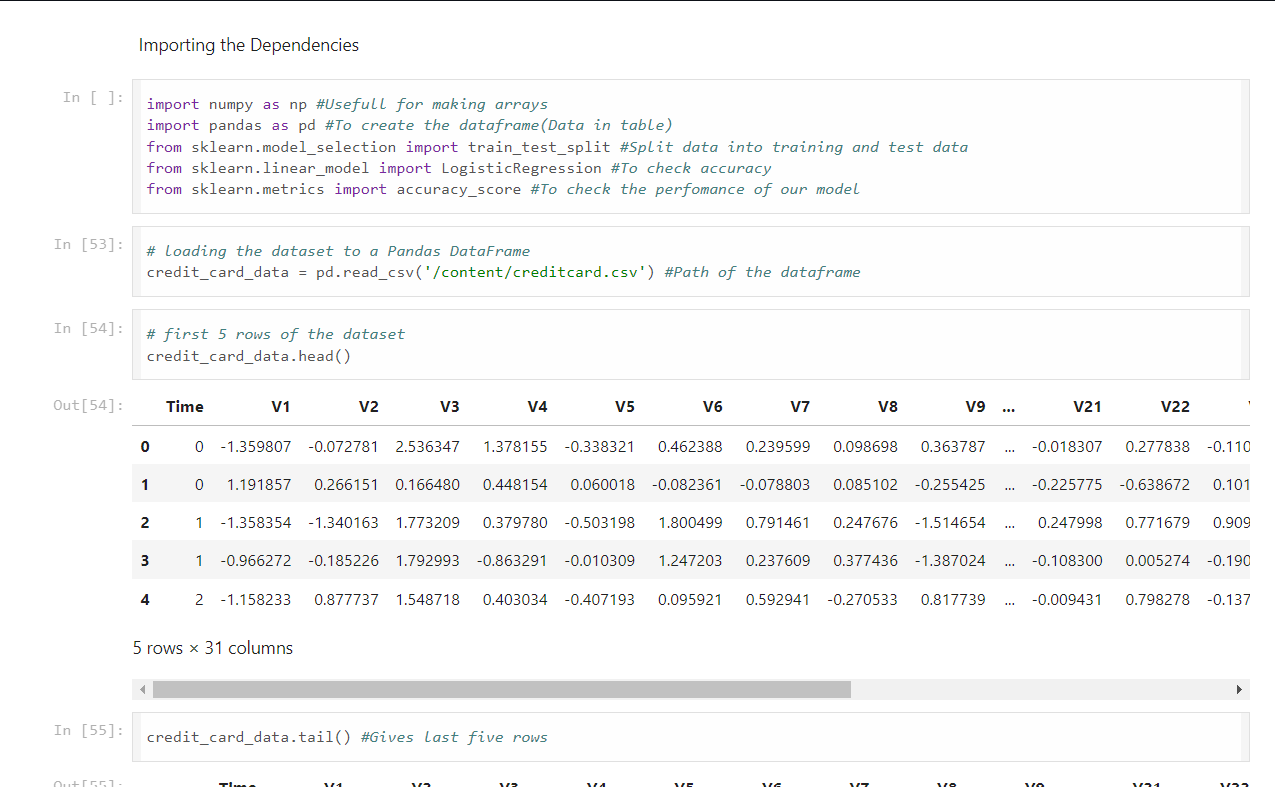 Importing the Dependencies
In [ ]:
import numpy as np #Usefull for making arrays
import pandas as pd #To create the dataframe(Data in table)
from sklearn.model_selection import train_test_split #Split data into training and test data
from sklearn.linear_model import LogisticRegression #To check accuracy
from sklearn.metrics import accuracy_score #To check the perfomance of our model
In [53]:
# loading the dataset to a Pandas DataFrame
credit_card_data = pd.read_csv('/content/creditcard.csv') #Path of the dataframe
In [54]:
# first 5 rows of the dataset
credit_card_data.head()
Out[54]:
Time V1 V2 V3 V4 V5 V6 V7 V8 V9 ... V21 V22
0 0 -1.359807 -0.072781 2.536347 1.378155 -0.338321 0.462388 0.239599 0.098698 0.363787 ... -0.018307 0.277838 -0.110
1 0 1.191857 0.266151 0.166480 0.448154 0.060018 -0.082361 -0.078803 0.085102 -0.255425 ... -0.225775 -0.638672 0.101
2 1 -1.358354 -1.340163 1.773209 0.379780 -0.503198 1.800499 0.791461 0.247676 -1.514654 ... 0.247998 0.771679 0.909
3 1 -0.966272 -0.185226 1.792993 -0.863291 -0.010309 1.247203 0.237609 0.377436 -1.387024 ... -0.108300 0.005274 -0.190
4 2 -1.158233 0.877737 1.548718 0.403034 -0.407193 0.095921 0.592941 -0.270533 0.817739 ... -0.009431 0.798278 -0.137
5 rows × 31 columns
In [55]:
credit_card_data.tail() #Gives last five rows
Out[55]:
Time V1 V2 V3 V4 V5 V6 V7 V8 V9 V21 V22